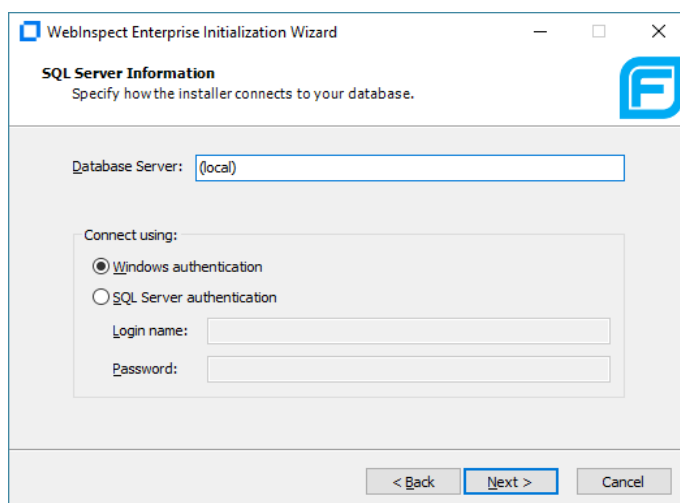 WebInspect Enterprise Initialization Wizard
SQL Server Information
Specify how the installer connects to your database.
F
Database Server: (local)
Connect using:
Windows authentication
SQL Server authentication
Login name:
Password:
< Back Next > Cancel